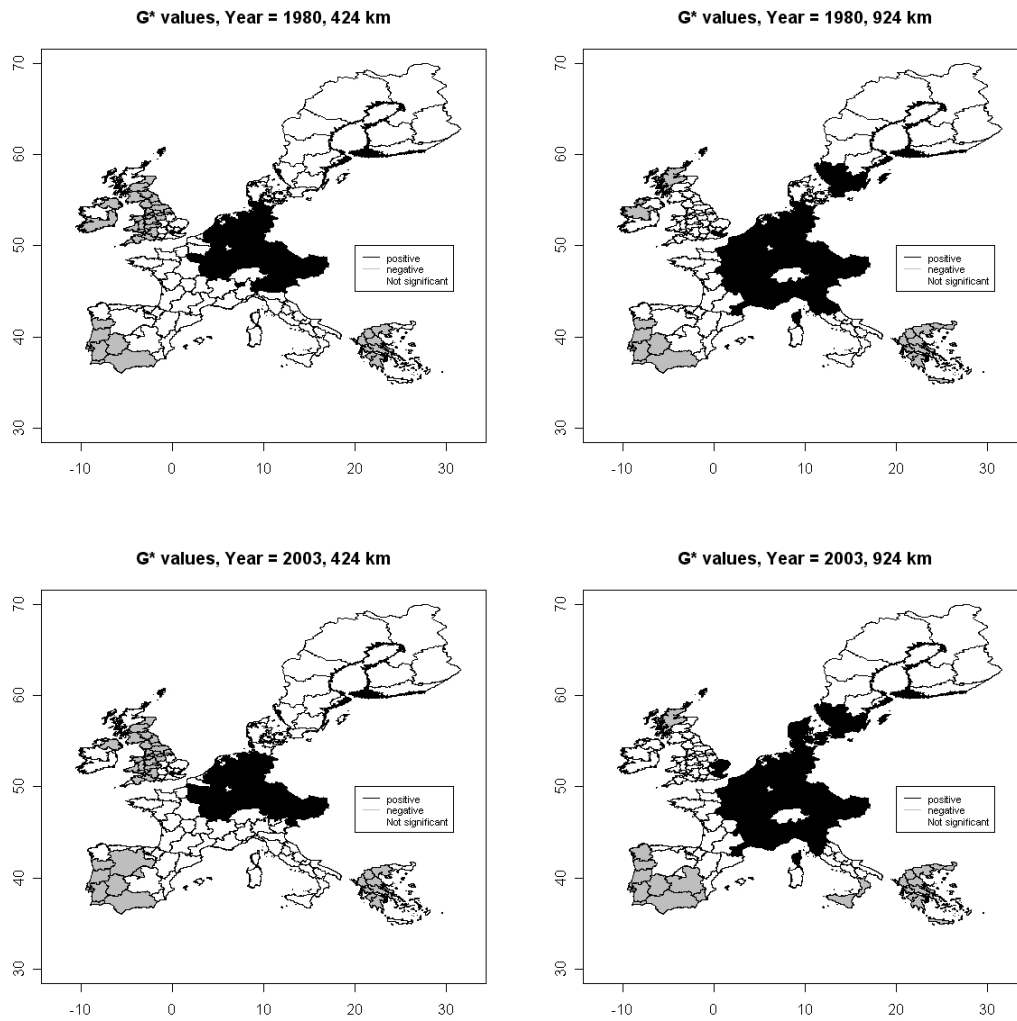 G* values, Year = 1980, 424 km
70
60
50
40
30
positive
negative
Not significant
-10 0 10 20 30
G* values, Year = 1980, 924 km
70
60
50
40
30
positive
negative
Not significant
-10 0 10 20 30
G* values, Year = 2003, 424 km
70
60
50
40
30
positive
negative
Not significant
-10 0 10 20 30
G* values, Year = 2003, 924 km
70
60
50
40
30
positive
negative
Not significant
-10 0 10 20 30